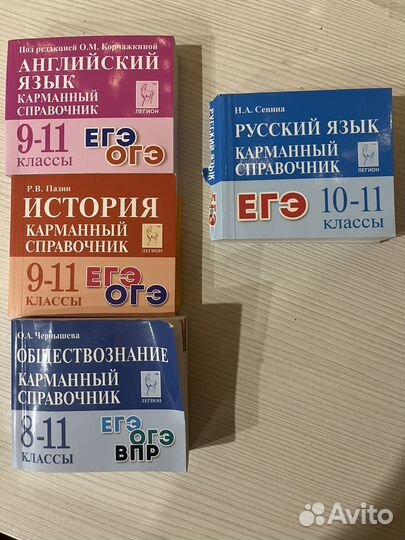 Под редакцией О.М. Корчажкиной
АНГЛИЙСКИЙ
ЯЗЫК
КАРМАННЫЙ
СПРАВОЧНИК
ЛЕГИОН
9-11
КЛАССЫ
ЕГЭ
ОГЭ
Р.В. Пазин
ИСТОРИЯ
КАРМАННЫЙ
СПРАВОЧНИК
ЛЕГИОН
9-11
КЛАССЫ
ЕГЭ
ОГЭ
О.А. Чернышева
ОБЩЕСТВОЗНАНИЕ
КАРМАННЫЙ
СПРАВОЧНИК
ЛЕГИОН
8-11
КЛАССЫ
ЕГЭ
ОГЭ
ВПР
Н.А. Сенина
РУССКИЙ ЯЗЫК
КАРМАННЫЙ
СПРАВОЧНИК
ЛЕГИОН
ЕГЭ
10-11
КЛАССЫ
Avito